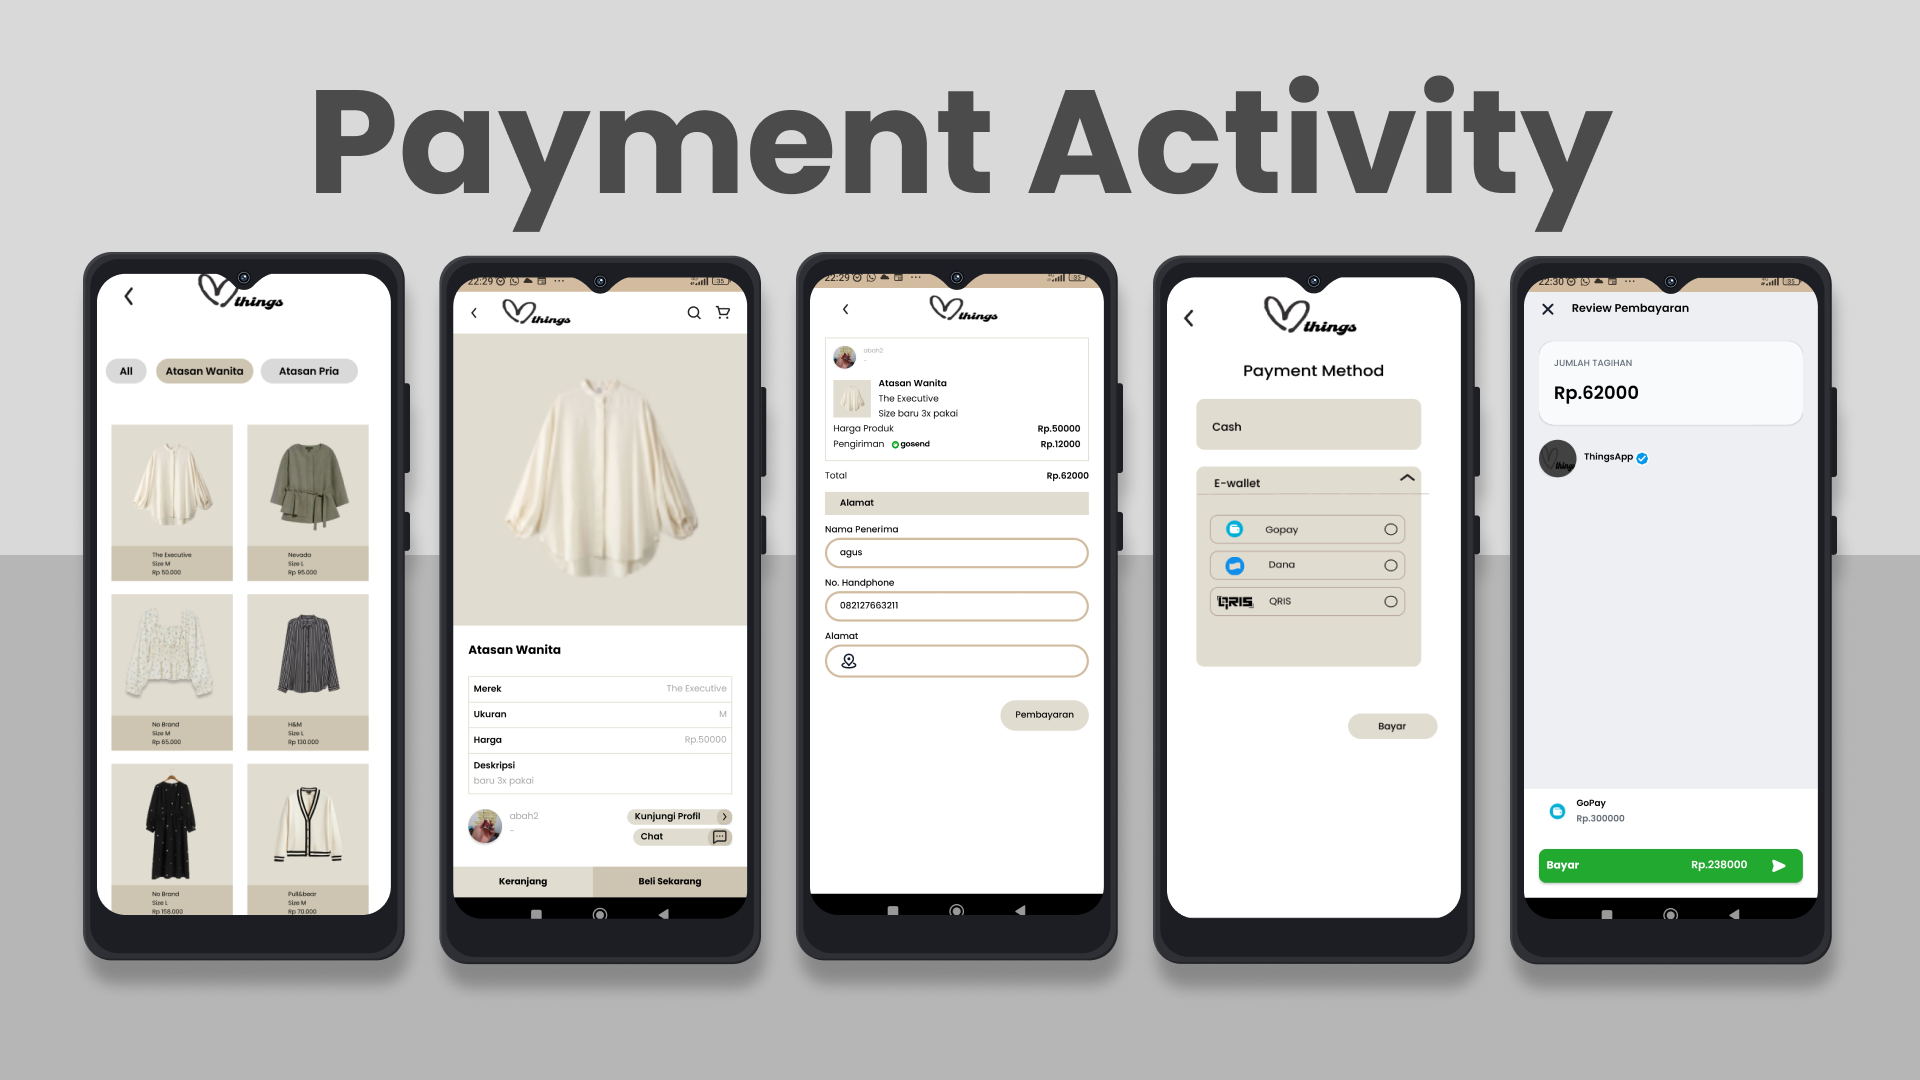 Payment Activity
things
All
Atasan Wanita
Atasan Pria
The Executive
Size M
Rp 50.000
Nevada
Size L
Rp 95.000
No Brand
Size M
Rp 65.000
H&M
Size L
Rp 130.000
No Brand
Size L
Rp 158.000
Pull&bear
Size M
Rp 70.000
22:29
35
things
Atasan Wanita
Merek The Executive
Ukuran M
Harga Rp.50000
Deskripsi
baru 3x pakai
abah2
-
Kunjungi Profil
Chat
Keranjang
Beli Sekarang
22:29
35
things
abah2
-
Atasan Wanita
The Executive
Size baru 3x pakai
Harga Produk Rp.50000
Pengiriman gosend Rp.12000
Total Rp.62000
Alamat
Nama Penerima
agus
No. Handphone
082127663211
Alamat
Pembayaran
things
Payment Method
Cash
E-wallet
Gopay
Dana
QRIS QRIS
Bayar
22:30
35
Review Pembayaran
JUMLAH TAGIHAN
Rp.62000
things
ThingsApp
GoPay
Rp.300000
Bayar Rp.238000